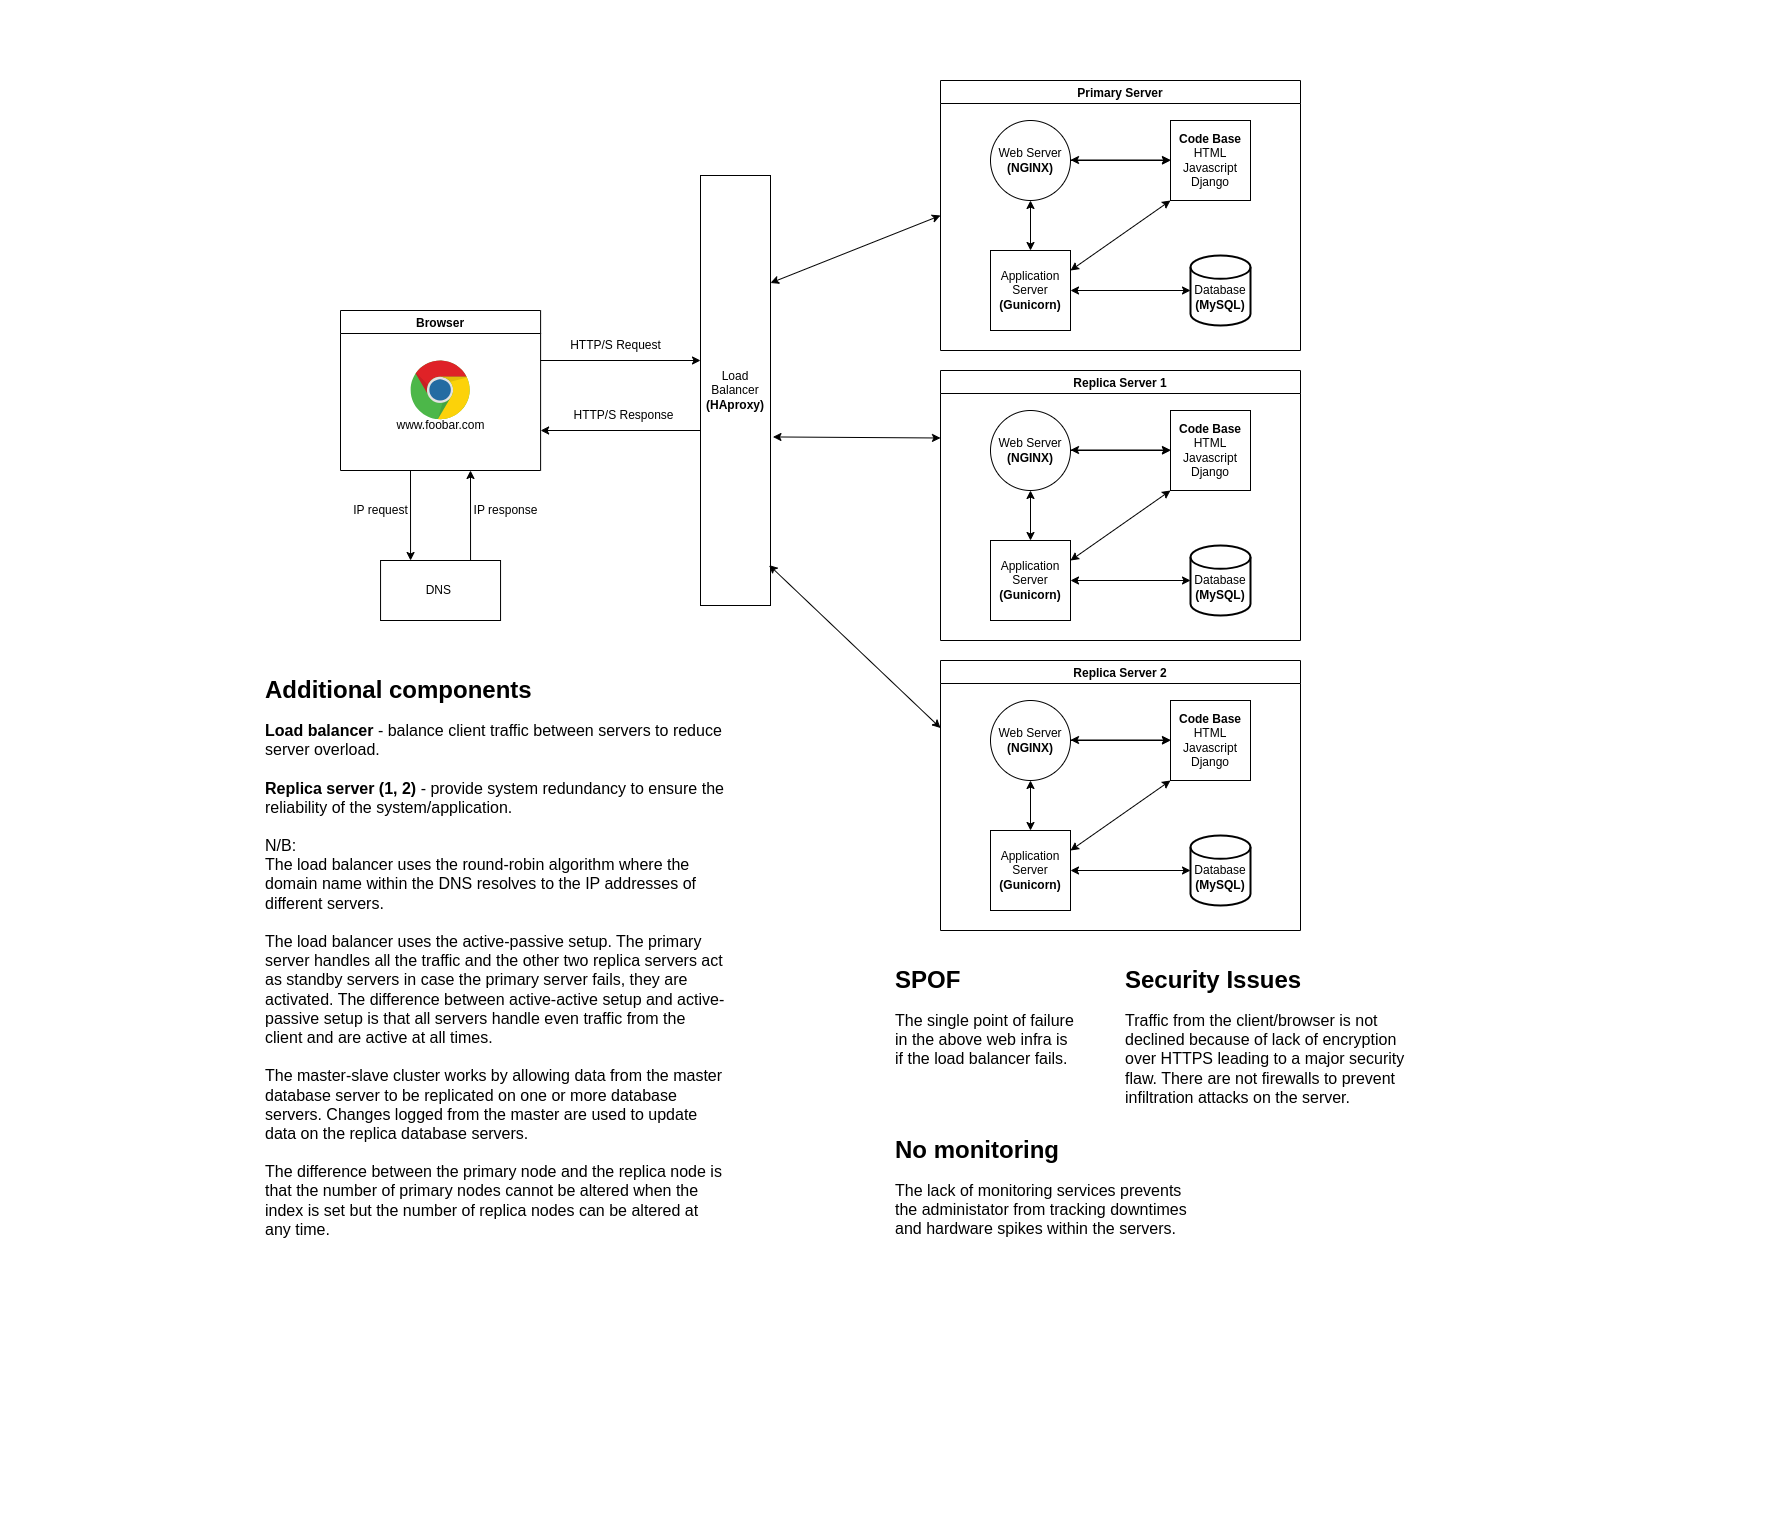 Primary Server
Web Server
(NGINX)
Code Base
HTML
Javascript
Django
Application
Server
(Gunicorn)
Database
(MySQL)
Browser
www.foobar.com
HTTP/S Request
HTTP/S Response
Load
Balancer
(HAproxy)
IP request
IP response
DNS
Replica Server 1
Web Server
(NGINX)
Code Base
HTML
Javascript
Django
Application
Server
(Gunicorn)
Database
(MySQL)
Replica Server 2
Web Server
(NGINX)
Code Base
HTML
Javascript
Django
Application
Server
(Gunicorn)
Database
(MySQL)
Additional components
Load balancer - balance client traffic between servers to reduce
server overload.
Replica server (1, 2) - provide system redundancy to ensure the
reliability of the system/application.
N/B:
The load balancer uses the round-robin algorithm where the
domain name within the DNS resolves to the IP addresses of
different servers.
The load balancer uses the active-passive setup. The primary
server handles all the traffic and the other two replica servers act
as standby servers in case the primary server fails, they are
activated. The difference between active-active setup and active-
passive setup is that all servers handle even traffic from the
client and are active at all times.
The master-slave cluster works by allowing data from the master
database server to be replicated on one or more database
servers. Changes logged from the master are used to update
data on the replica database servers.
The difference between the primary node and the replica node is
that the number of primary nodes cannot be altered when the
index is set but the number of replica nodes can be altered at
any time.
SPOF
The single point of failure
in the above web infra is
if the load balancer fails.
Security Issues
Traffic from the client/browser is not
declined because of lack of encryption
over HTTPS leading to a major security
flaw. There are not firewalls to prevent
infiltration attacks on the server.
No monitoring
The lack of monitoring services prevents
the administator from tracking downtimes
and hardware spikes within the servers.